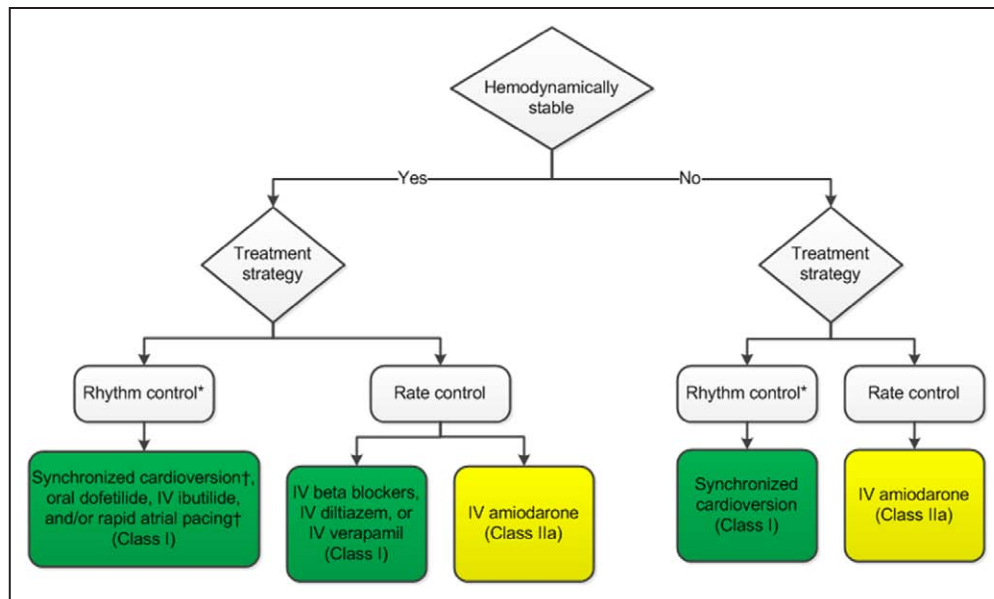 Hemodynamically
stable
Yes
No
Treatment
strategy
Treatment
strategy
Rhythm control*
Rate control
Rhythm control*
Rate control
Synchronized cardioversion†,
oral dofetilide, IV ibutilide,
and/or rapid atrial pacing†
(Class I)
IV beta blockers,
IV diltiazem, or
IV verapamil
(Class I)
IV amiodarone
(Class IIa)
Synchronized
cardioversion
(Class I)
IV amiodarone
(Class IIa)